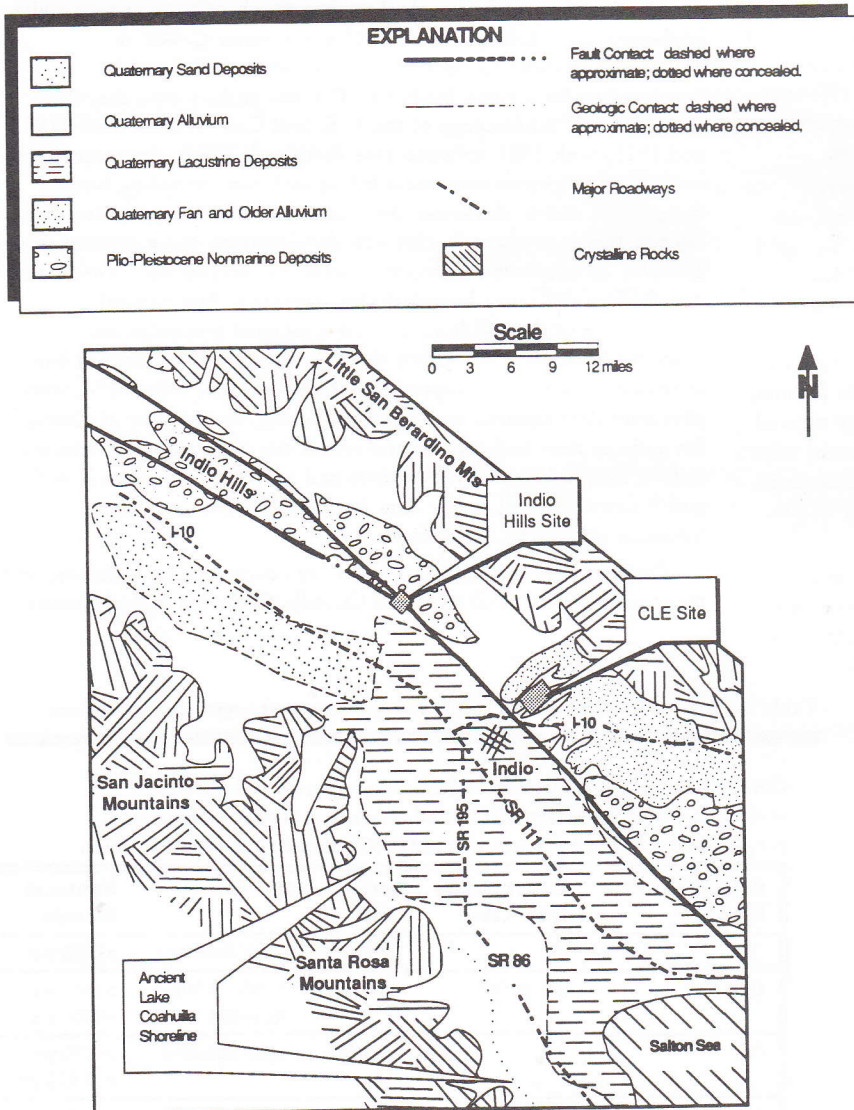 EXPLANATION
Quaternary Sand Deposits
Quaternary Alluvium
Quaternary Lacustrine Deposits
Quaternary Fan and Older Alluvium
Plio-Pleistocene Nonmarine Deposits
Fault Contact: dashed where
approximate; dotted where concealed.
Geologic Contact: dashed where
approximate; dotted where concealed,
Major Roadways
Crystalline Rocks
Scale
0 3 6 9 12 miles
N
Little San Berardino Mts
Indio Hills
Indio
Hills Site
I-10
CLE Site
I-10
Indio
San Jacinto
Mountains
SR 195
SR 111
Santa Rosa
Mountains
SR 86
Ancient
Lake
Coahuilla
Shoreline
Salton Sea